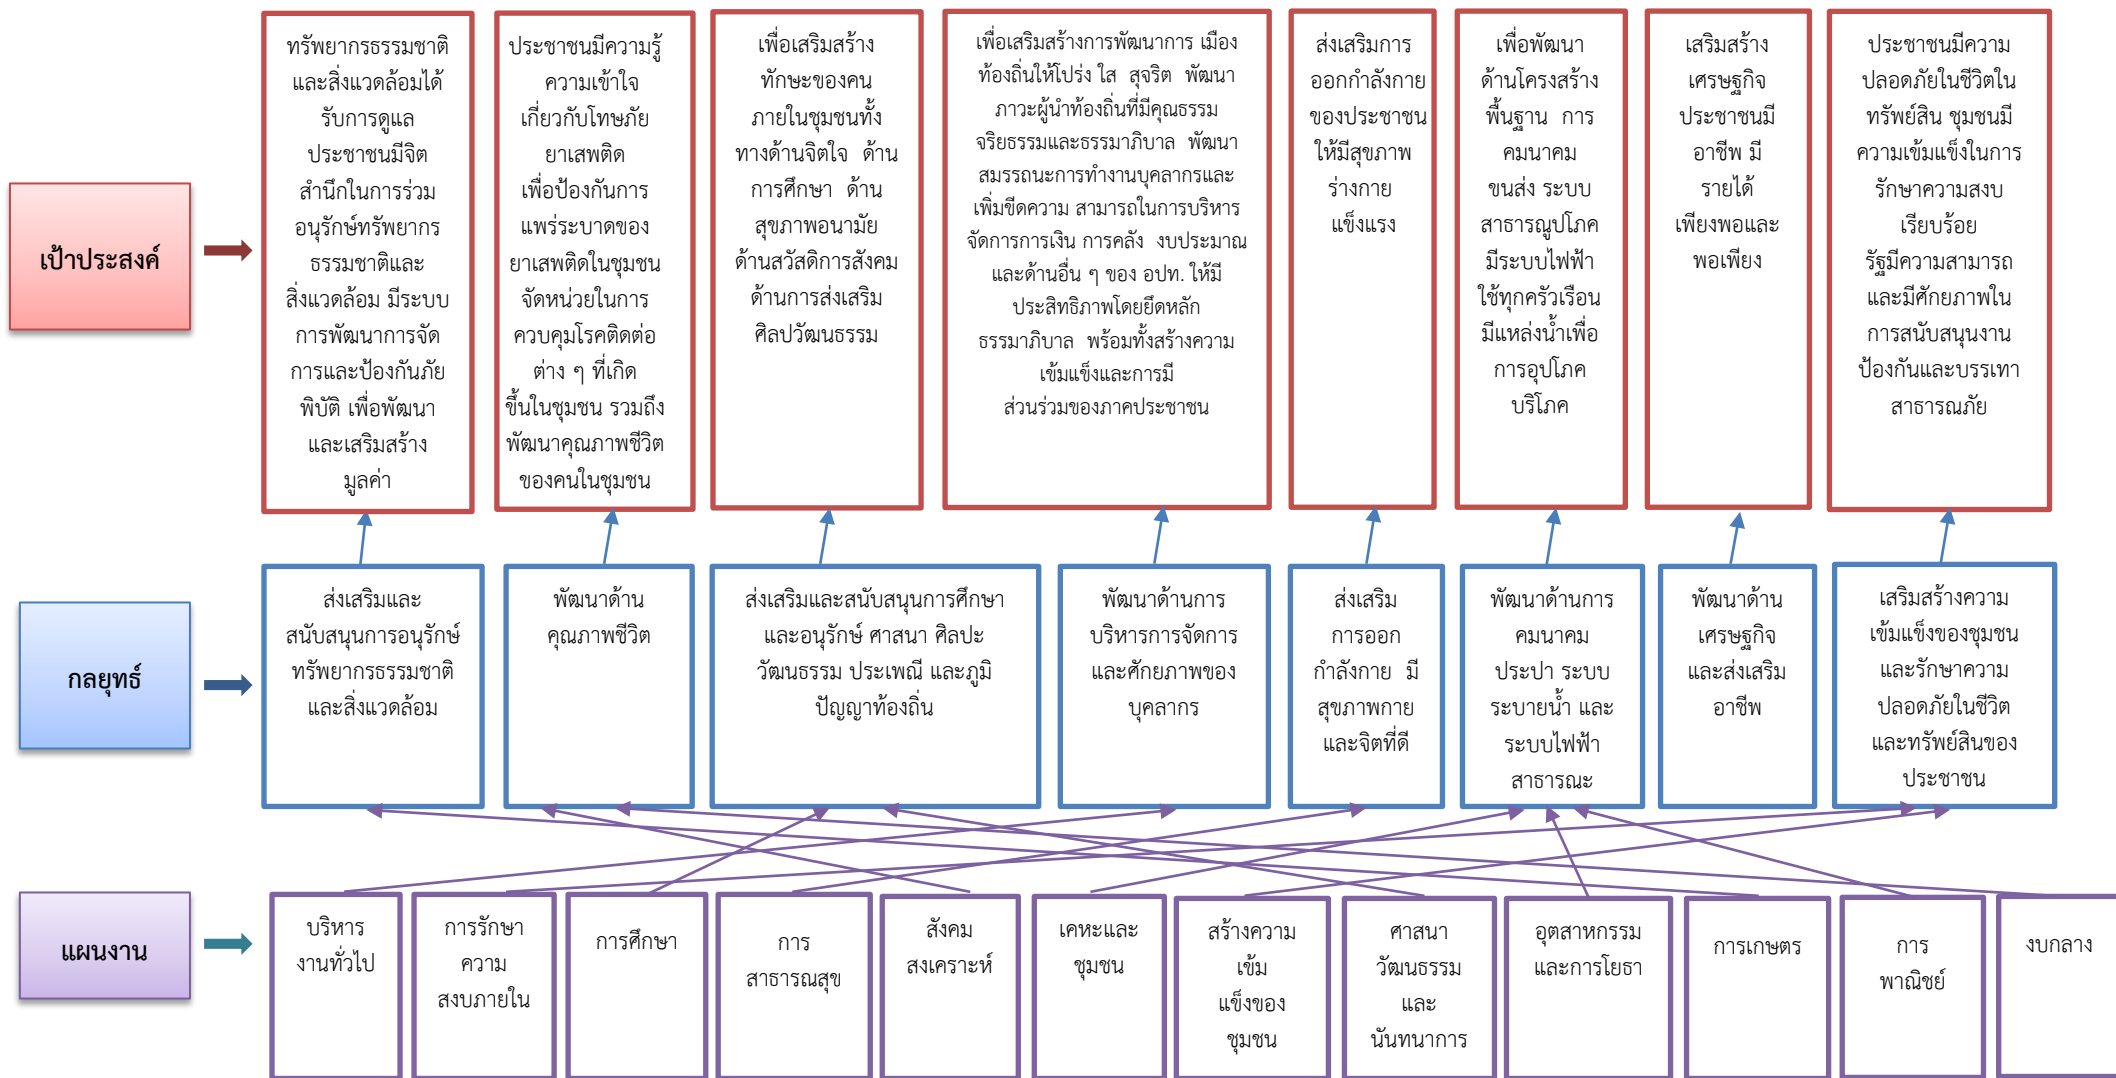 เป้าประสงค์
ทรัพยากรธรรมชาติ
และสิ่งแวดล้อมได้
รับการดูแล
ประชาชนมีจิต
สำนึกในการร่วม
อนุรักษ์ทรัพยากร
ธรรมชาติและ
สิ่งแวดล้อม มีระบบ
การพัฒนาการจัด
การและป้องกันภัย
พิบัติ เพื่อพัฒนา
และเสริมสร้าง
มูลค่า
ประชาชนมีความรู้
ความเข้าใจ
เกี่ยวกับโทษภัย
ยาเสพติด
เพื่อป้องกันการ
แพร่ระบาดของ
ยาเสพติดในชุมชน
จัดหน่วยในการ
ควบคุมโรคติดต่อ
ต่าง ๆ ที่เกิด
ขึ้นในชุมชน รวมถึง
พัฒนาคุณภาพชีวิต
ของคนในชุมชน
เพื่อเสริมสร้าง
ทักษะของคน
ภายในชุมชนทั้ง
ทางด้านจิตใจ ด้าน
การศึกษา ด้าน
สุขภาพอนามัย
ด้านสวัสดิการสังคม
ด้านการส่งเสริม
ศิลปวัฒนธรรม
เพื่อเสริมสร้างการพัฒนาการ เมือง
ท้องถิ่นให้โปร่ง ใส สุจริต พัฒนา
ภาวะผู้นำท้องถิ่นที่มีคุณธรรม
จริยธรรมและธรรมาภิบาล พัฒนา
สมรรถนะการทำงานบุคลากรและ
เพิ่มขีดความ สามารถในการบริหาร
จัดการการเงิน การคลัง งบประมาณ
และด้านอื่น ๆ ของ อปท. ให้มี
ประสิทธิภาพโดยยึดหลัก
ธรรมาภิบาล พร้อมทั้งสร้างความ
เข้มแข็งและการมี
ส่วนร่วมของภาคประชาชน
ส่งเสริมการ
ออกกำลังกาย
ของประชาชน
ให้มีสุขภาพ
ร่างกาย
แข็งแรง
เพื่อพัฒนา
ด้านโครงสร้าง
พื้นฐาน การ
คมนาคม
ขนส่ง ระบบ
สาธารณูปโภค
มีระบบไฟฟ้า
ใช้ทุกครัวเรือน
มีแหล่งน้ำเพื่อ
การอุปโภค
บริโภค
เสริมสร้าง
เศรษฐกิจ
ประชาชนมี
อาชีพ มี
รายได้
เพียงพอและ
พอเพียง
ประชาชนมีความ
ปลอดภัยในชีวิตใน
ทรัพย์สิน ชุมชนมี
ความเข้มแข็งในการ
รักษาความสงบ
เรียบร้อย
รัฐมีความสามารถ
และมีศักยภาพใน
การสนับสนุนงาน
ป้องกันและบรรเทา
สาธารณภัย
กลยุทธ์
ส่งเสริมและ
สนับสนุนการอนุรักษ์
ทรัพยากรธรรมชาติ
และสิ่งแวดล้อม
พัฒนาด้าน
คุณภาพชีวิต
ส่งเสริมและสนับสนุนการศึกษา
และอนุรักษ์ ศาสนา ศิลปะ
วัฒนธรรม ประเพณี และภูมิ
ปัญญาท้องถิ่น
พัฒนาด้านการ
บริหารการจัดการ
และศักยภาพของ
บุคลากร
ส่งเสริม
การออก
กำลังกาย มี
สุขภาพกาย
และจิตที่ดี
พัฒนาด้านการ
คมนาคม
ประปา ระบบ
ระบายน้ำ และ
ระบบไฟฟ้า
สาธารณะ
พัฒนาด้าน
เศรษฐกิจ
และส่งเสริม
อาชีพ
เสริมสร้างความ
เข้มแข็งของชุมชน
และรักษาความ
ปลอดภัยในชีวิต
และทรัพย์สินของ
ประชาชน
แผนงาน
บริหาร
งานทั่วไป
การรักษา
ความ
สงบภายใน
การศึกษา
การ
สาธารณสุข
สังคม
สงเคราะห์
เคหะและ
ชุมชน
สร้างความ
เข้ม
แข็งของ
ชุมชน
ศาสนา
วัฒนธรรม
และ
นันทนาการ
อุตสาหกรรม
และการโยธา
การเกษตร
การ
พาณิชย์
งบกลาง